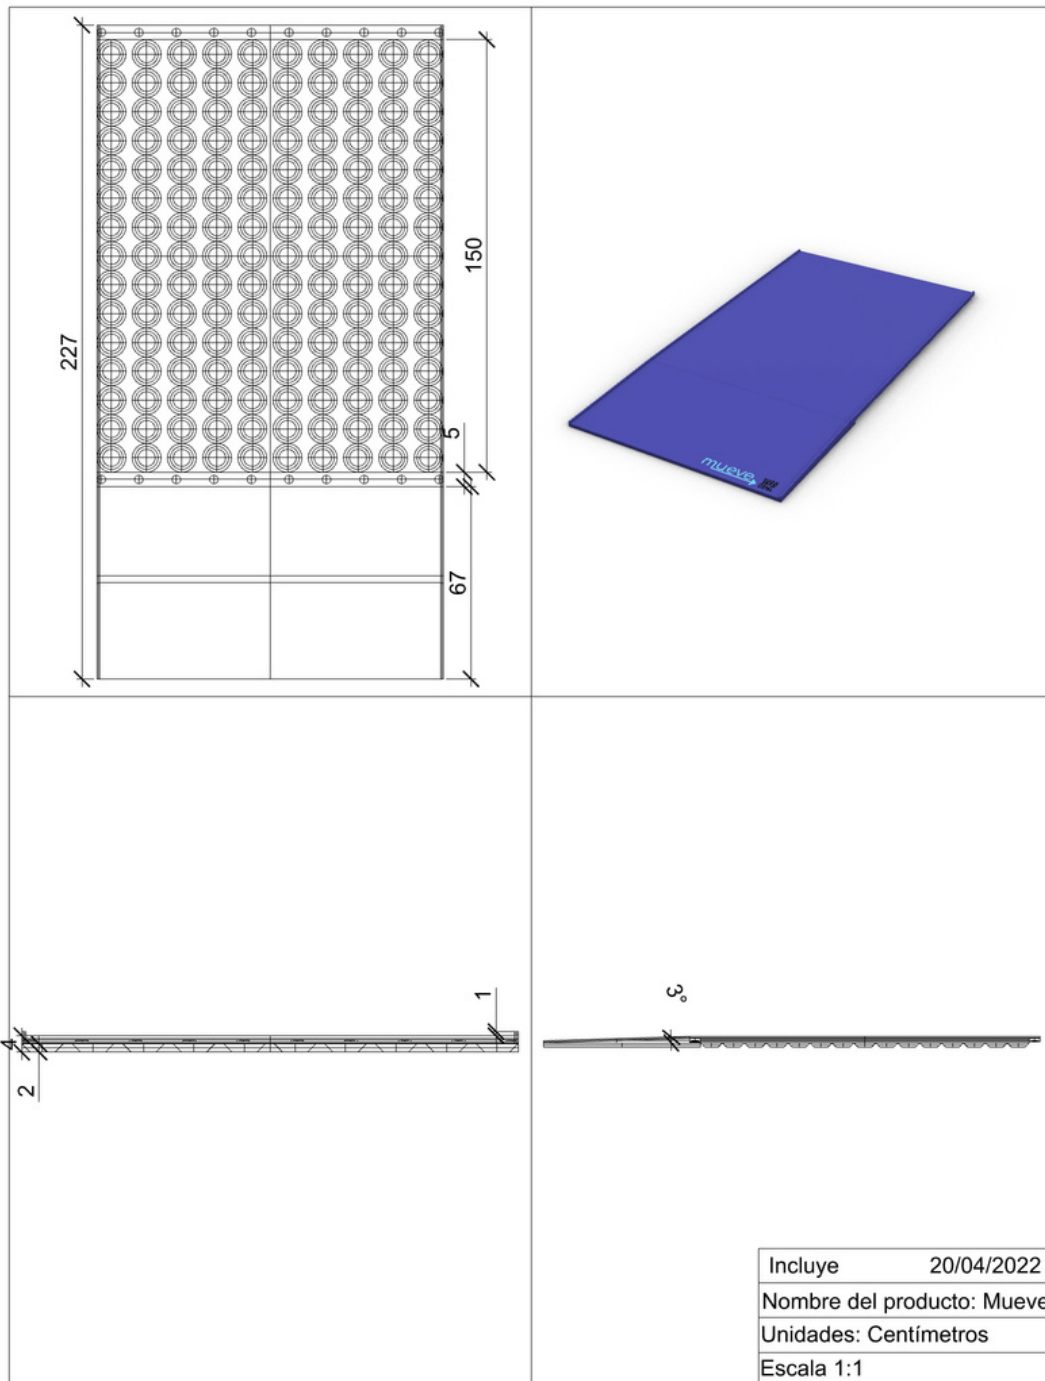 227
150
5
67
mueve
1
4
2
3°
Incluye 20/04/2022
Nombre del producto: Mueve
Unidades: Centímetros
Escala 1:1